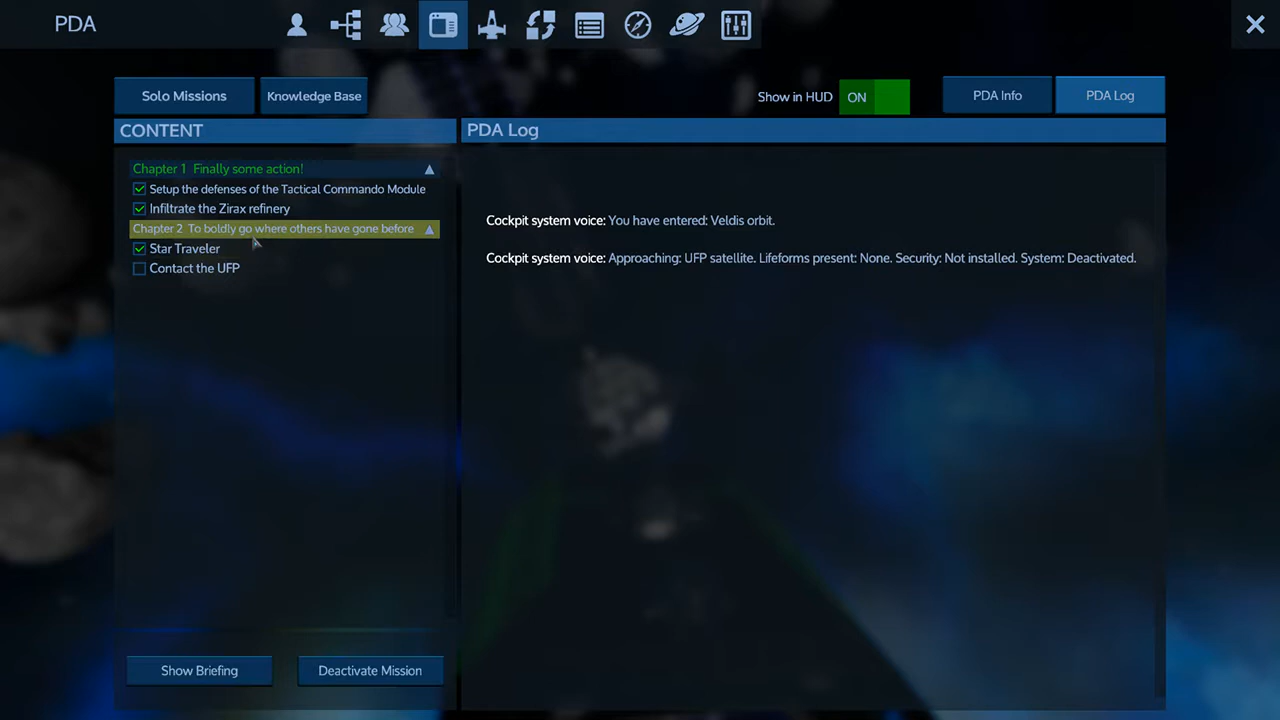 PDA
Solo Missions
Knowledge Base
Show in HUD
ON
PDA Info
PDA Log
CONTENT
PDA Log
Chapter 1 Finally some action!
Setup the defenses of the Tactical Commando Module
Infiltrate the Zirax refinery
Chapter 2 To boldly go where others have gone before
Star Traveler
Contact the UFP
Cockpit system voice: You have entered: Veldis orbit.
Cockpit system voice: Approaching: UFP satellite. Lifeforms present: None. Security: Not installed. System: Deactivated.
Show Briefing
Deactivate Mission